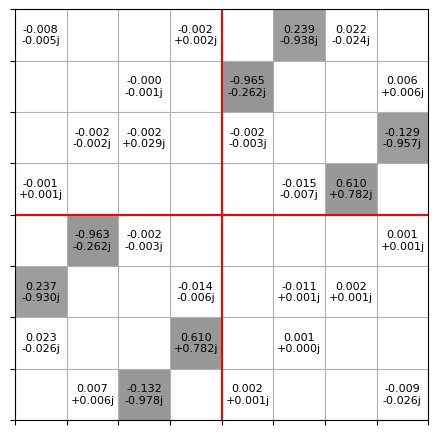 -0.008 -0.002 0.239 0.022
-0.005j +0.002j -0.938j -0.024j
-0.000 -0.965 0.006
-0.001j -0.262j +0.006j
-0.002 -0.002 -0.002 -0.129
-0.002j +0.029j -0.003j -0.957j
-0.001 -0.015 0.610
+0.001j -0.007j +0.782j
-0.963 -0.002 0.001
-0.262j -0.003j +0.001j
0.237 -0.014 -0.011 0.002
-0.930j -0.006j +0.001j +0.001j
0.023 0.610 0.001
-0.026j +0.782j +0.000j
0.007 -0.132 0.002 -0.009
+0.006j -0.978j +0.001j -0.026j